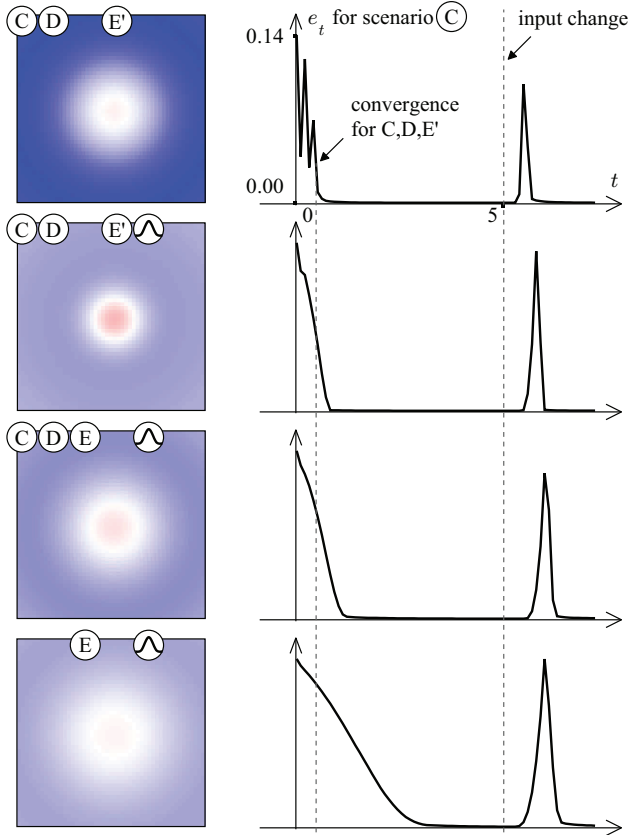 C D E'
e_t for scenario C
input change
0.14
convergence
for C,D,E'
0.00
t
0
5
C D E'
C D E
E